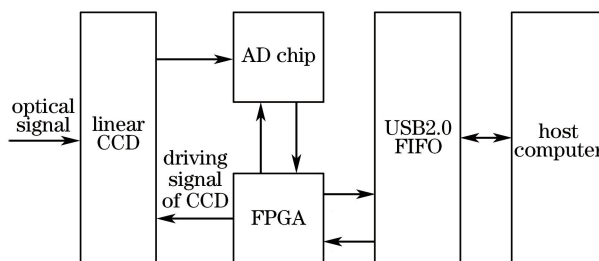 optical
signal
linear
CCD
AD chip
driving
signal
of CCD
FPGA
USB2.0
FIFO
host
computer